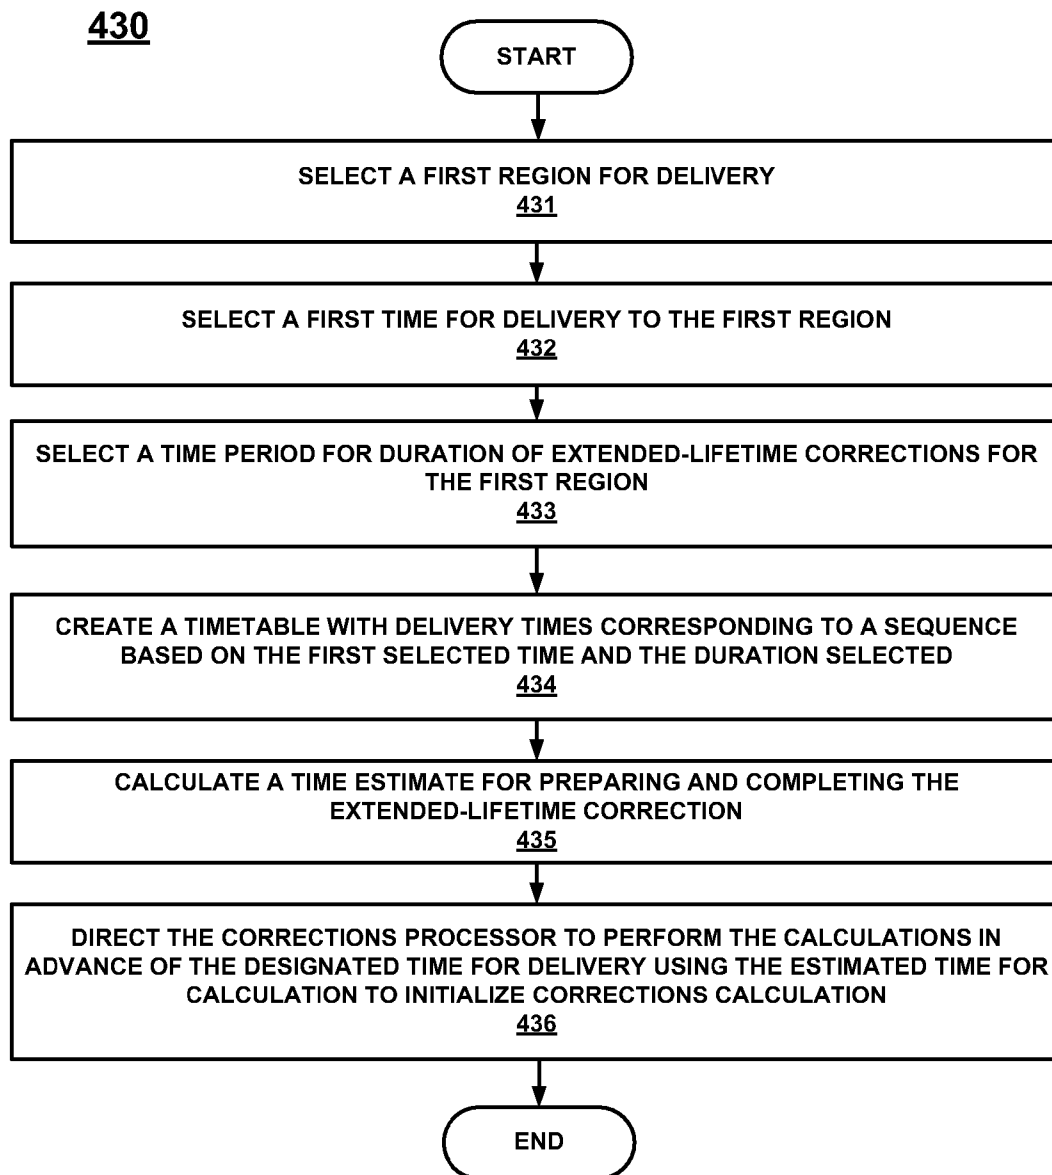 430
START
SELECT A FIRST REGION FOR DELIVERY
431
SELECT A FIRST TIME FOR DELIVERY TO THE FIRST REGION
432
SELECT A TIME PERIOD FOR DURATION OF EXTENDED-LIFETIME CORRECTIONS FOR
THE FIRST REGION
433
CREATE A TIMETABLE WITH DELIVERY TIMES CORRESPONDING TO A SEQUENCE
BASED ON THE FIRST SELECTED TIME AND THE DURATION SELECTED
434
CALCULATE A TIME ESTIMATE FOR PREPARING AND COMPLETING THE
EXTENDED-LIFETIME CORRECTION
435
DIRECT THE CORRECTIONS PROCESSOR TO PERFORM THE CALCULATIONS IN
ADVANCE OF THE DESIGNATED TIME FOR DELIVERY USING THE ESTIMATED TIME FOR
CALCULATION TO INITIALIZE CORRECTIONS CALCULATION
436
END